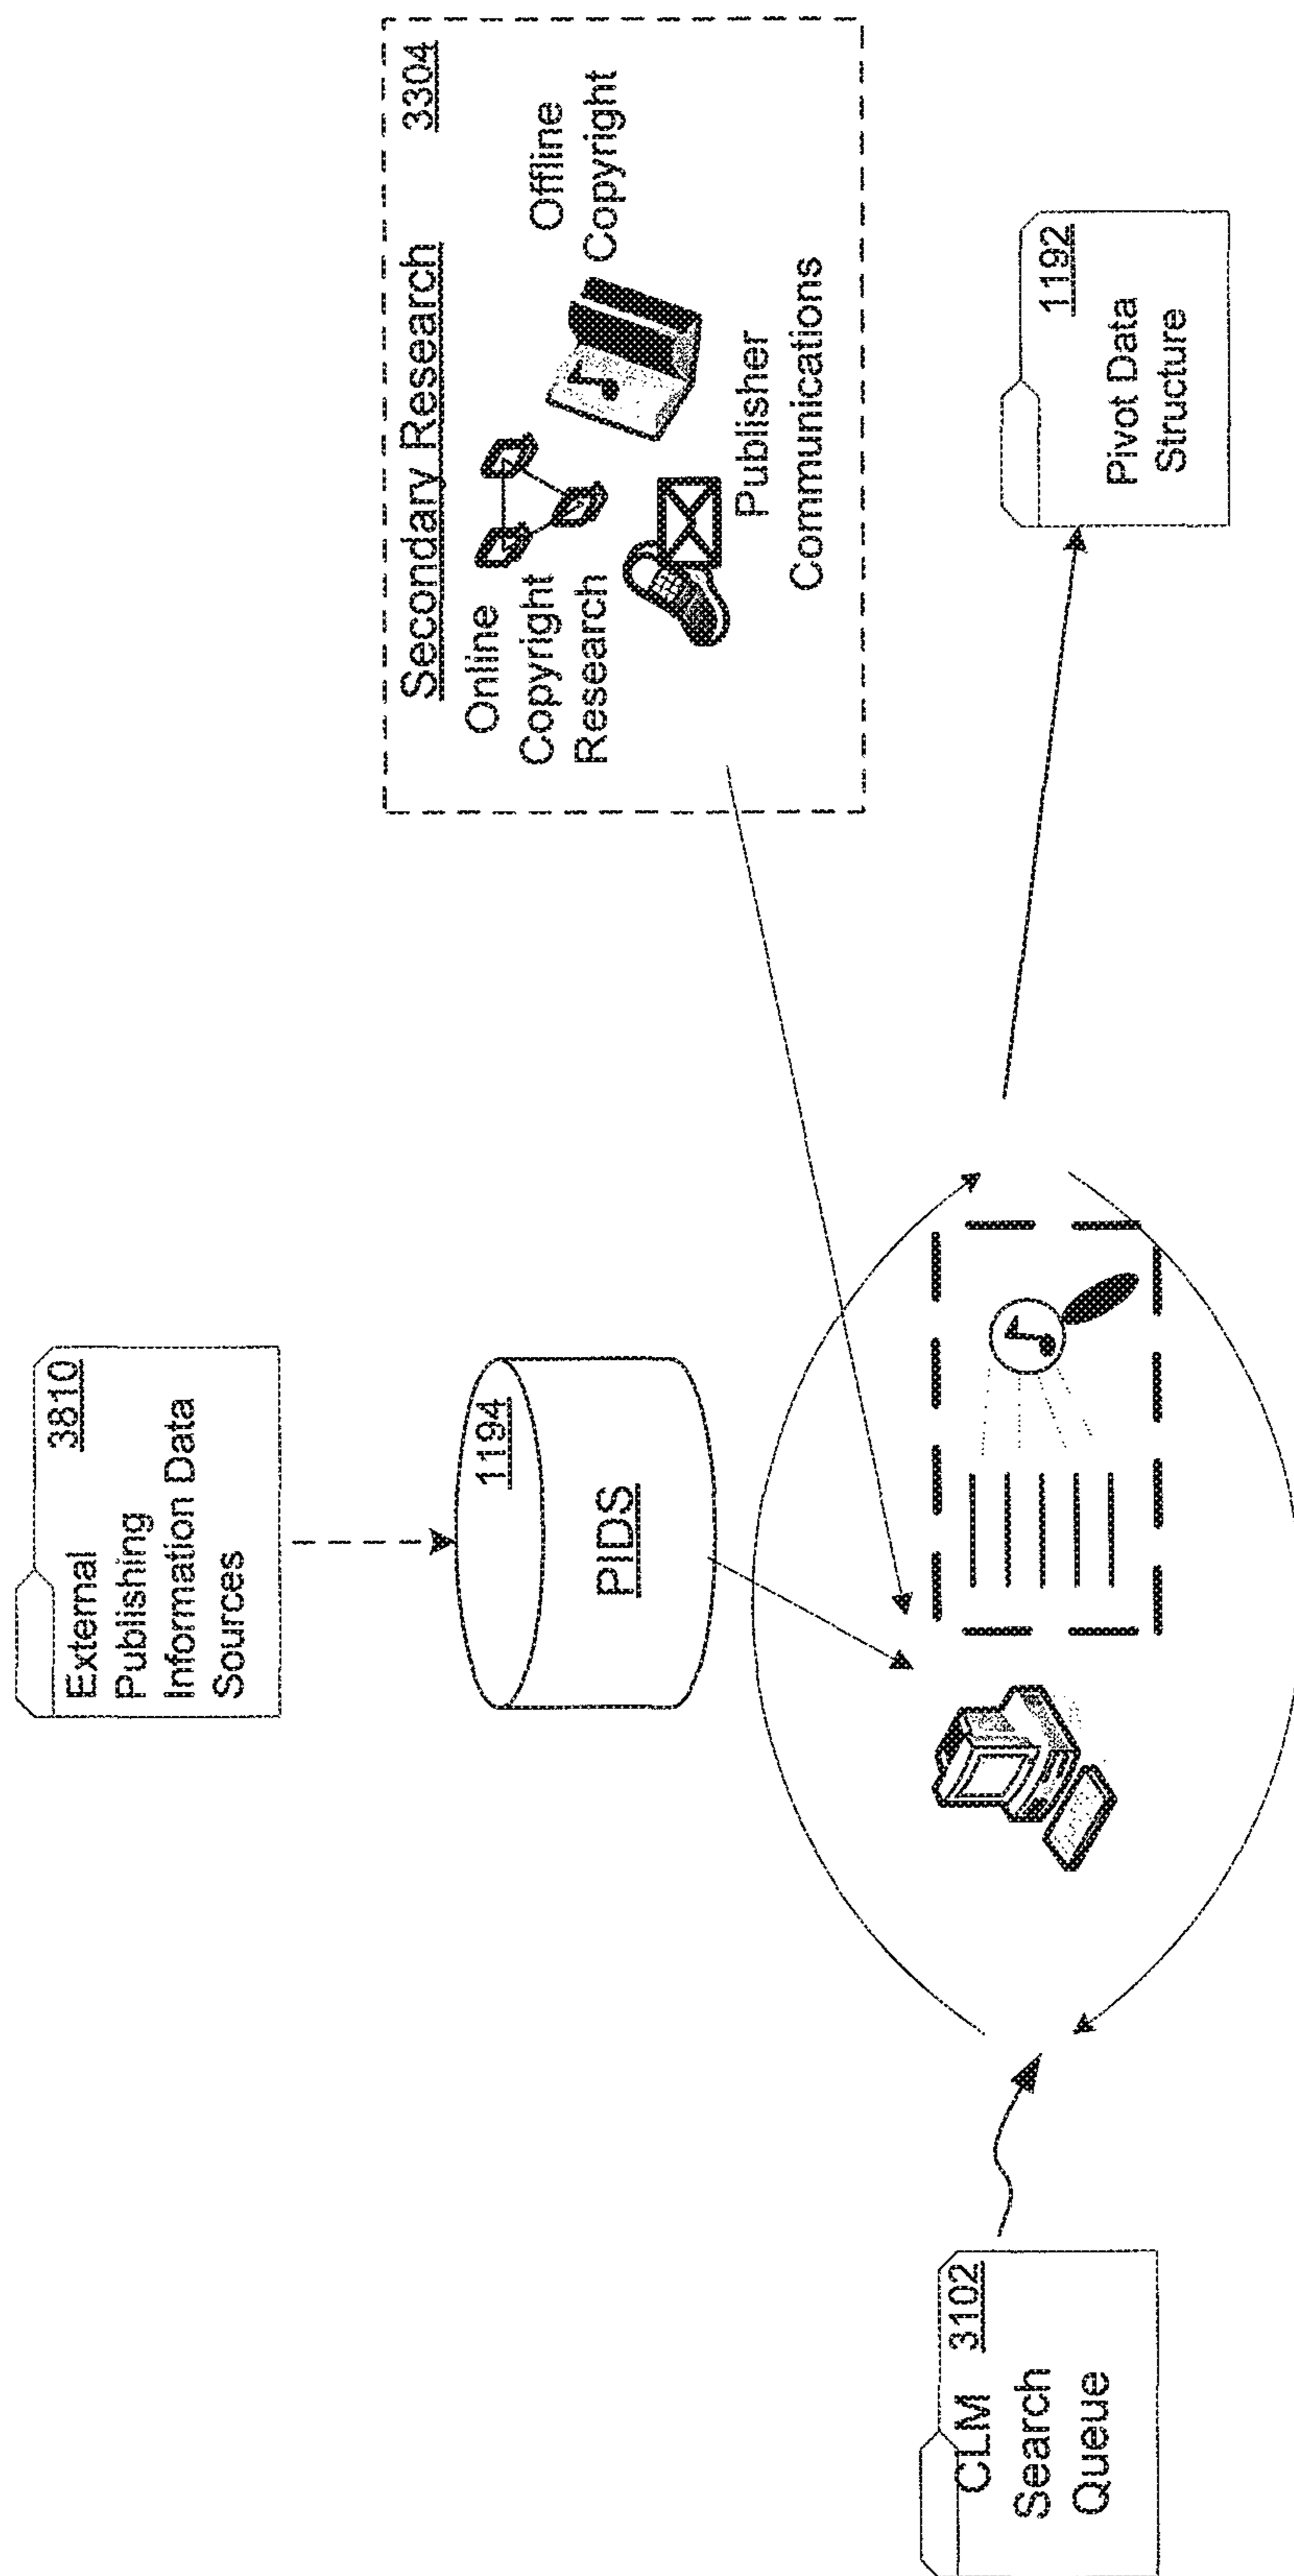 3810
External
Publishing
Information Data
Sources
1194
PIDS
Secondary Research 3304
Online
Copyright
Research
Offline
Copyright
Publisher
Communications
CLM 3102
Search
Queue
1192
Pivot Data
Structure